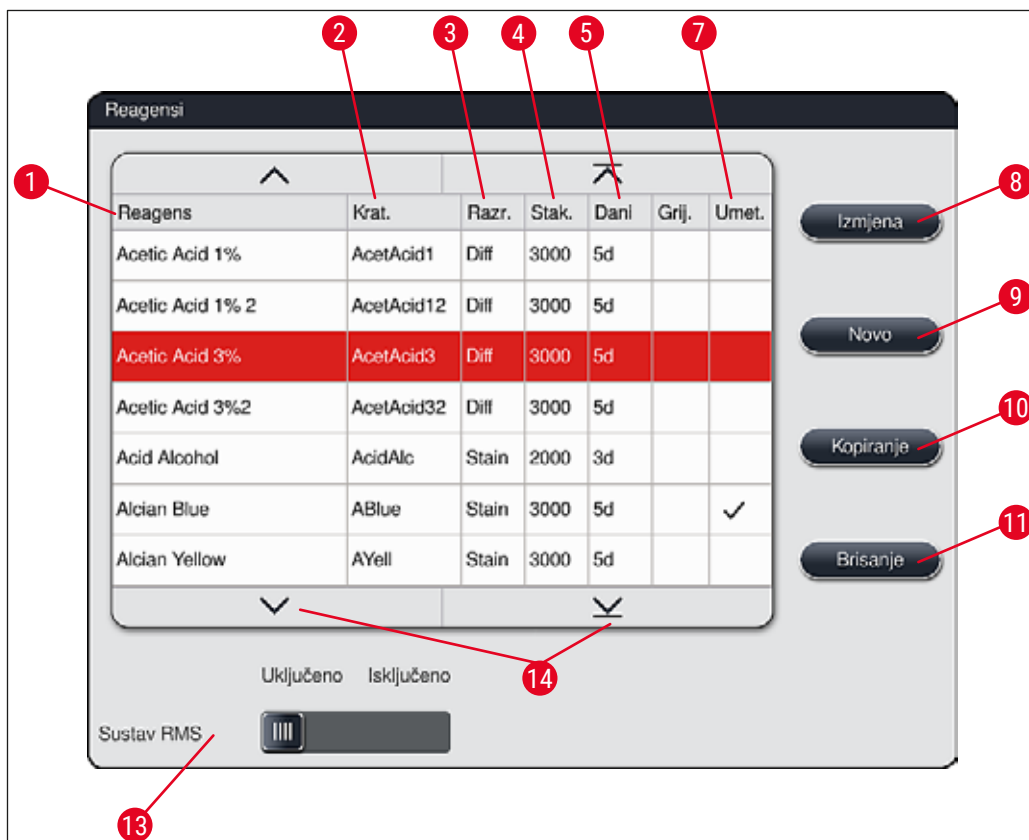 2 3 4 5 7
Reagensi
1
8
Reagens Krat. Razr. Stak. Dani Grij. Umet.
Izmjena
Acetic Acid 1% AcetAcid1 Diff 3000 5d
Acetic Acid 1% 2 AcetAcid12 Diff 3000 5d
9
Novo
Acetic Acid 3% AcetAcid3 Diff 3000 5d
Acetic Acid 3%2 AcetAcid32 Diff 3000 5d
10
Kopiranje
Acid Alcohol AcidAlc Stain 2000 3d
Alcian Blue ABlue Stain 3000 5d ✓
11
Brisanje
Alcian Yellow AYell Stain 3000 5d
14
Uključeno Isključeno
Sustav RMS
13